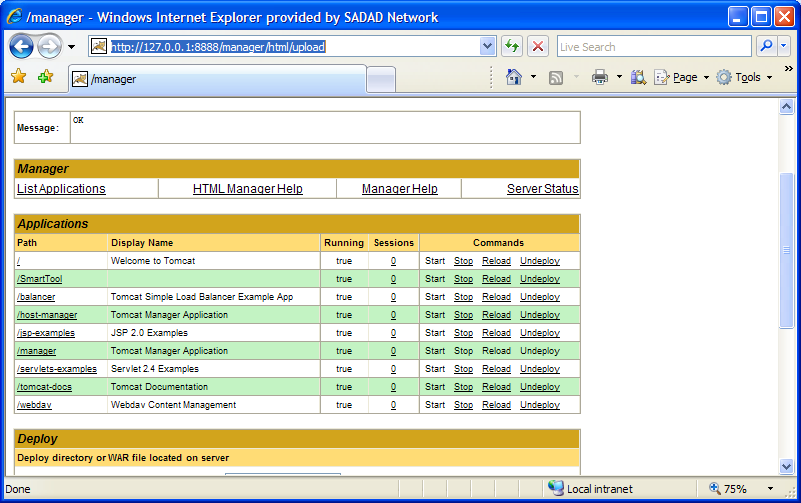 /manager - Windows Internet Explorer provided by SADAD Network
http://127.0.0.1:8888/manager/html/upload
Live Search
/manager
Page Tools
Message: OK
Manager
List Applications HTML Manager Help Manager Help Server Status
Applications
Path Display Name Running Sessions Commands
/ Welcome to Tomcat true 0 Start Stop Reload Undeploy
/SmartTool true 0 Start Stop Reload Undeploy
/balancer Tomcat Simple Load Balancer Example App true 0 Start Stop Reload Undeploy
/host-manager Tomcat Manager Application true 0 Start Stop Reload Undeploy
/jsp-examples JSP 2.0 Examples true 0 Start Stop Reload Undeploy
/manager Tomcat Manager Application true 0 Start Stop Reload Undeploy
/servlets-examples Servlet 2.4 Examples true 0 Start Stop Reload Undeploy
/tomcat-docs Tomcat Documentation true 0 Start Stop Reload Undeploy
/webdav Webdav Content Management true 0 Start Stop Reload Undeploy
Deploy
Deploy directory or WAR file located on server
Done Local intranet 75%